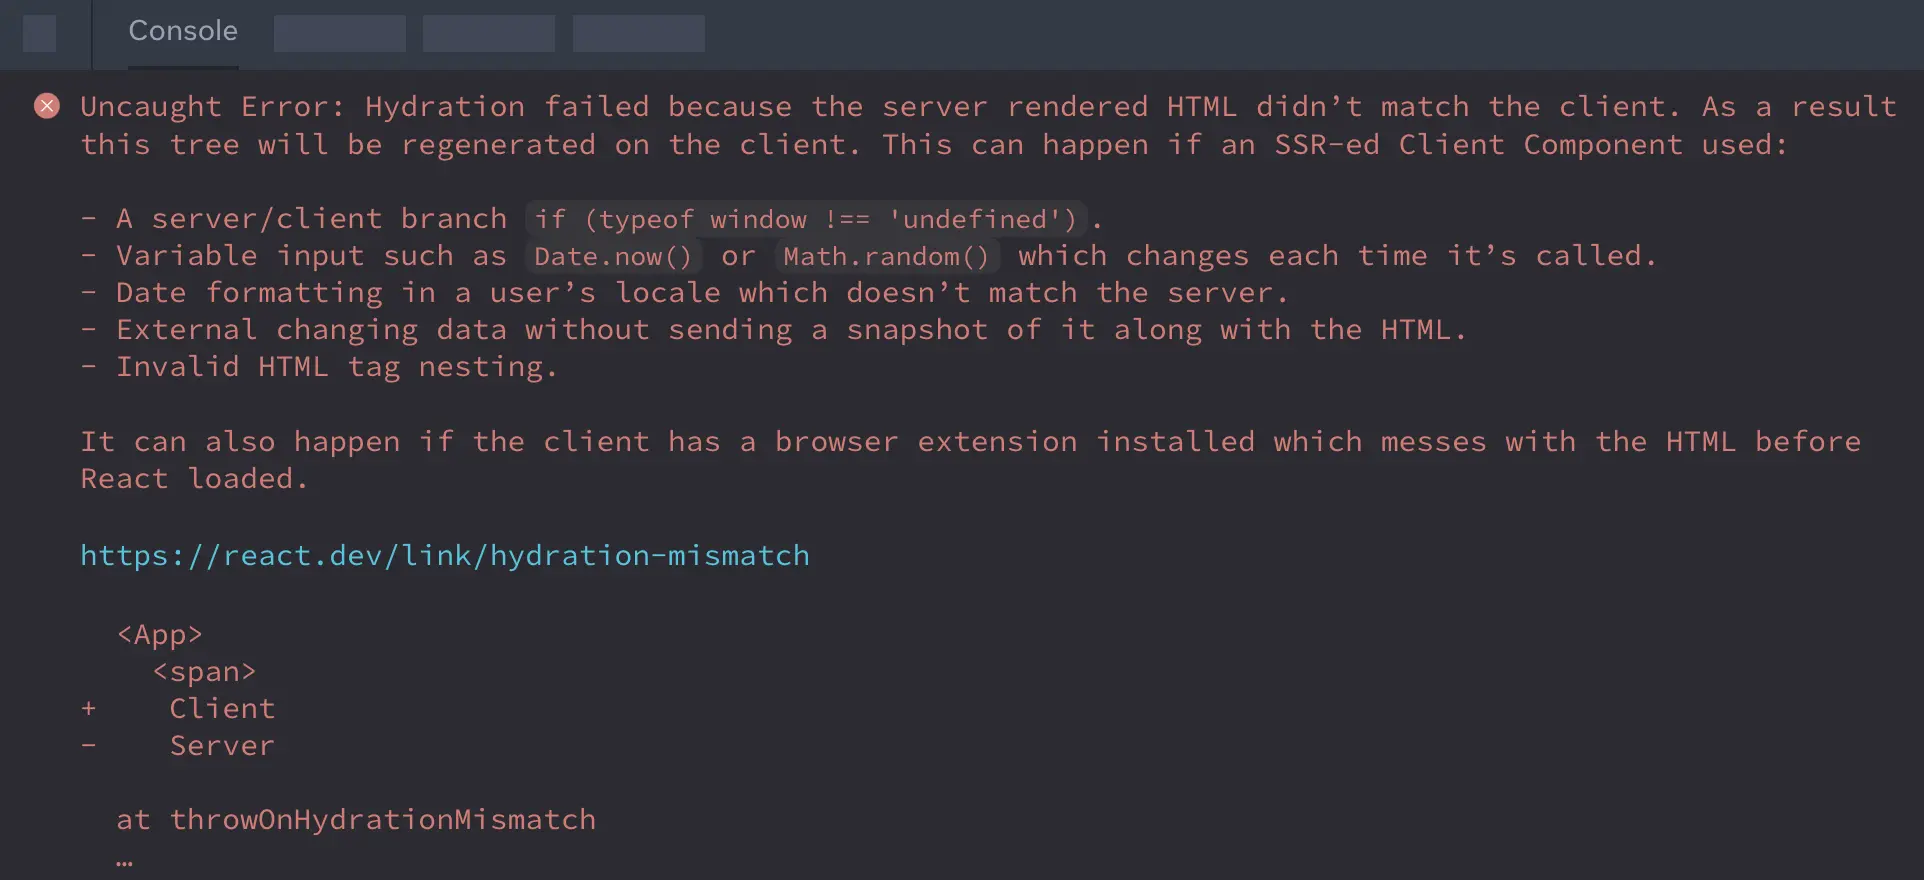 Console
Uncaught Error: Hydration failed because the server rendered HTML didn’t match the client. As a result
this tree will be regenerated on the client. This can happen if an SSR-ed Client Component used:
- A server/client branch if (typeof window !== 'undefined').
- Variable input such as Date.now() or Math.random() which changes each time it’s called.
- Date formatting in a user’s locale which doesn’t match the server.
- External changing data without sending a snapshot of it along with the HTML.
- Invalid HTML tag nesting.
It can also happen if the client has a browser extension installed which messes with the HTML before
React loaded.
https://react.dev/link/hydration-mismatch
<App>
<span>
+ Client
- Server
at throwOnHydrationMismatch
…